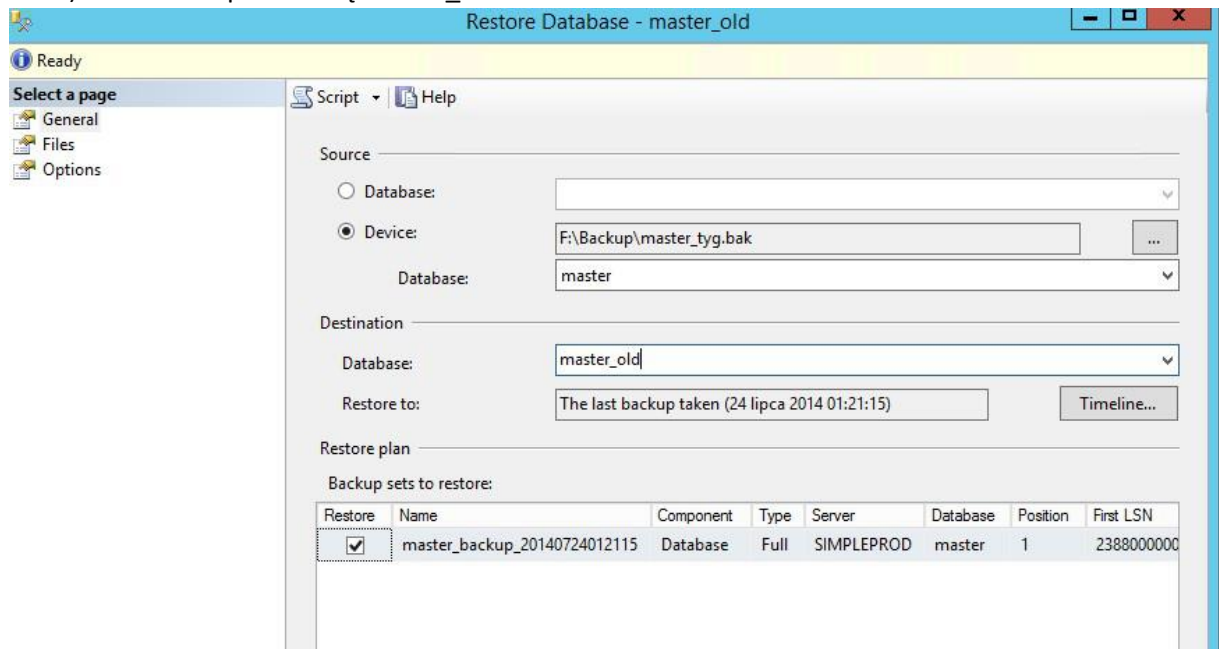 Restore Database - master_old
Ready
Select a page
General
Files
Options
Script Help
Source
Database:
Device: F:\Backup\master_tyg.bak ...
Database: master
Destination
Database: master_old
Restore to: The last backup taken (24 lipca 2014 01:21:15) Timeline...
Restore plan
Backup sets to restore:
Restore Name Component Type Server Database Position First LSN
master_backup_20140724012115 Database Full SIMPLEPROD master 1 2388000000